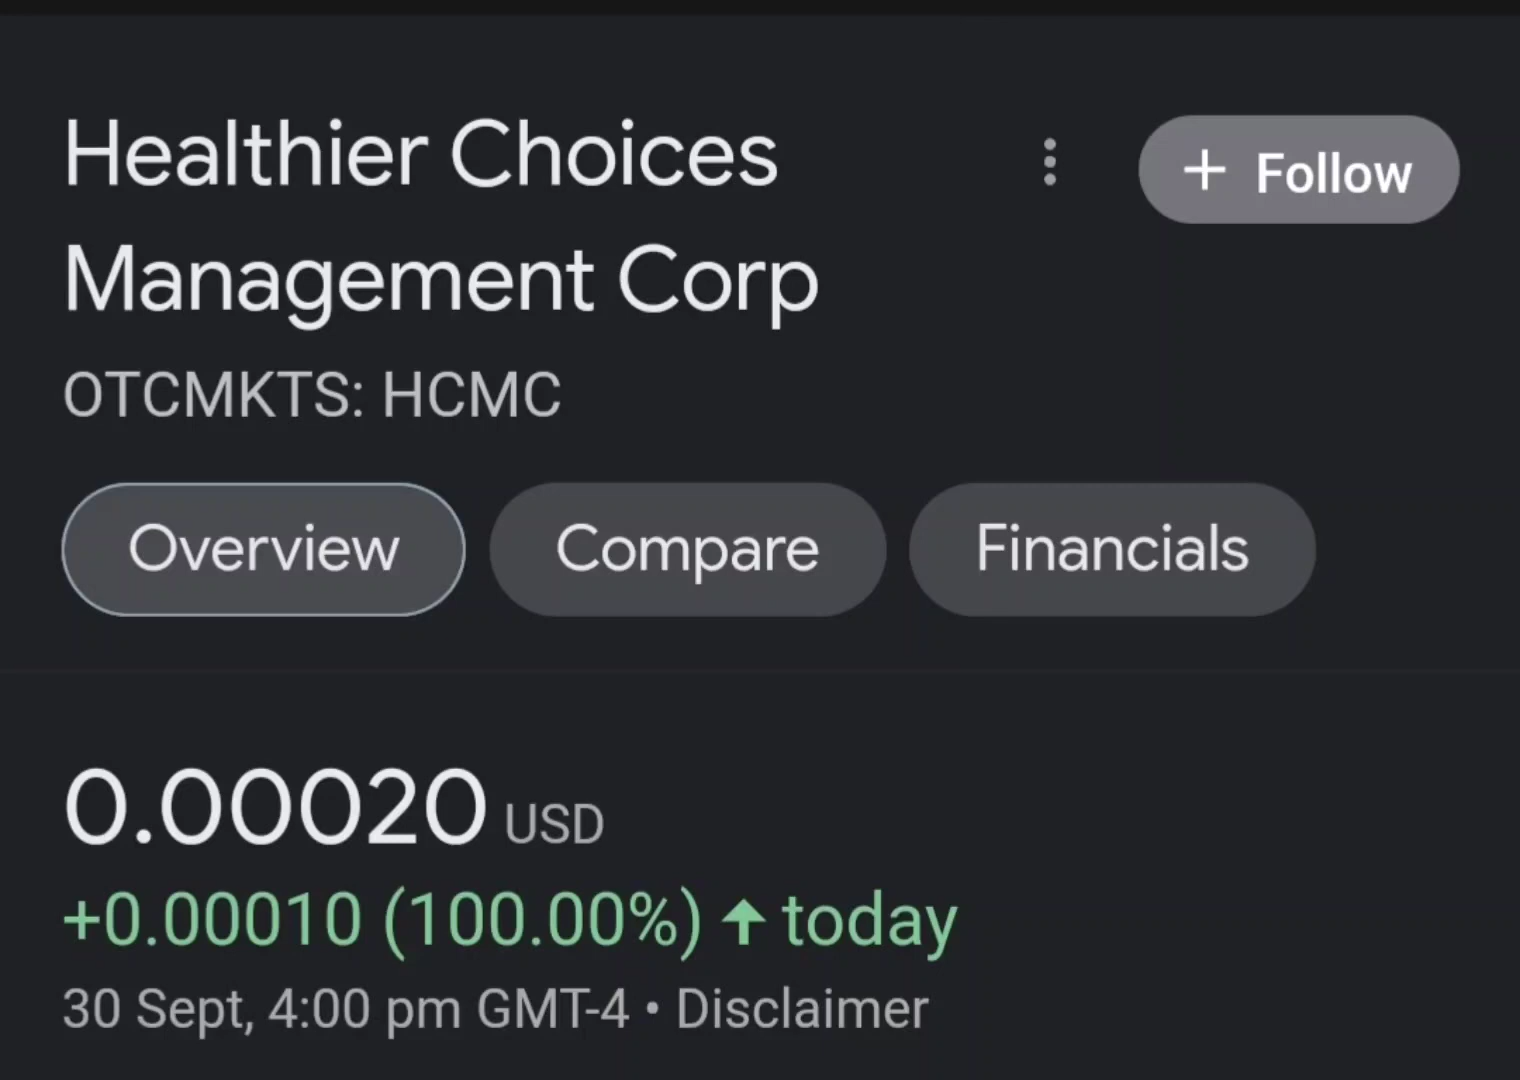 Healthier Choices
Management Corp
+ Follow
OTCMKTS: HCMC
Overview Compare Financials
0.00020 USD
+0.00010 (100.00%) ↑ today
30 Sept, 4:00 pm GMT-4 • Disclaimer